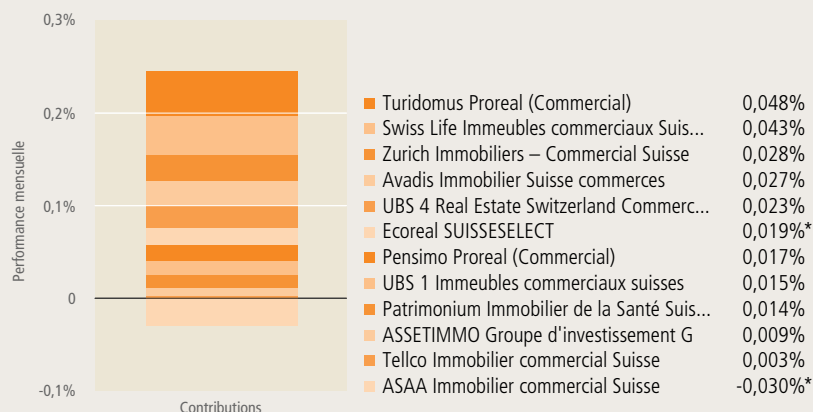 0,3%
0,2%
0,1%
0
-0,1%
Performance mensuelle
Contributions
Turidomus Proreal (Commercial) 0,048%
Swiss Life Immeubles commerciaux Suis... 0,043%
Zurich Immobiliers – Commercial Suisse 0,028%
Avadis Immobilier Suisse commerces 0,027%
UBS 4 Real Estate Switzerland Commerc... 0,023%
Ecoreal SUISSESELECT 0,019%*
Pensimo Proreal (Commercial) 0,017%
UBS 1 Immeubles commerciaux suisses 0,015%
Patrimonium Immobilier de la Santé Suis... 0,014%
ASSETIMMO Groupe d'investissement G 0,009%
Tellco Immobilier commercial Suisse 0,003%
ASAA Immobilier commercial Suisse -0,030%*